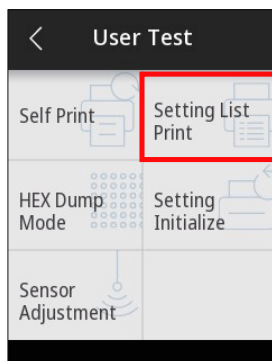 User Test
Self Print
Setting List
Print
HEX Dump
Mode
Setting
Initialize
Sensor
Adjustment